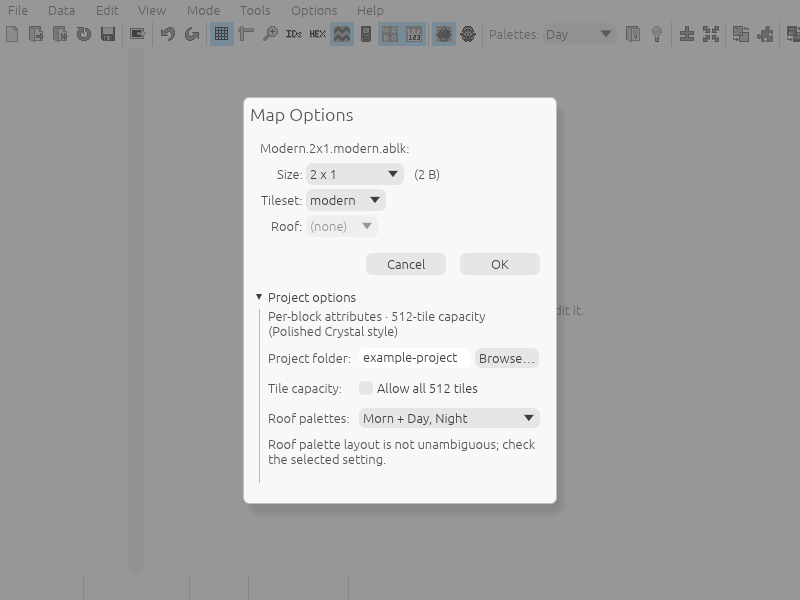 File Data Edit View Mode Tools Options Help
IDs HEX 123 Palettes: Day
Map Options
Modern.2x1.modern.ablk:
Size: 2 x 1 (2 B)
Tileset: modern
Roof: (none)
Cancel OK
dit it.
Project options
Per-block attributes · 512-tile capacity
(Polished Crystal style)
Project folder: example-project Browse...
Tile capacity: Allow all 512 tiles
Roof palettes: Morn + Day, Night
Roof palette layout is not unambiguous; check
the selected setting.